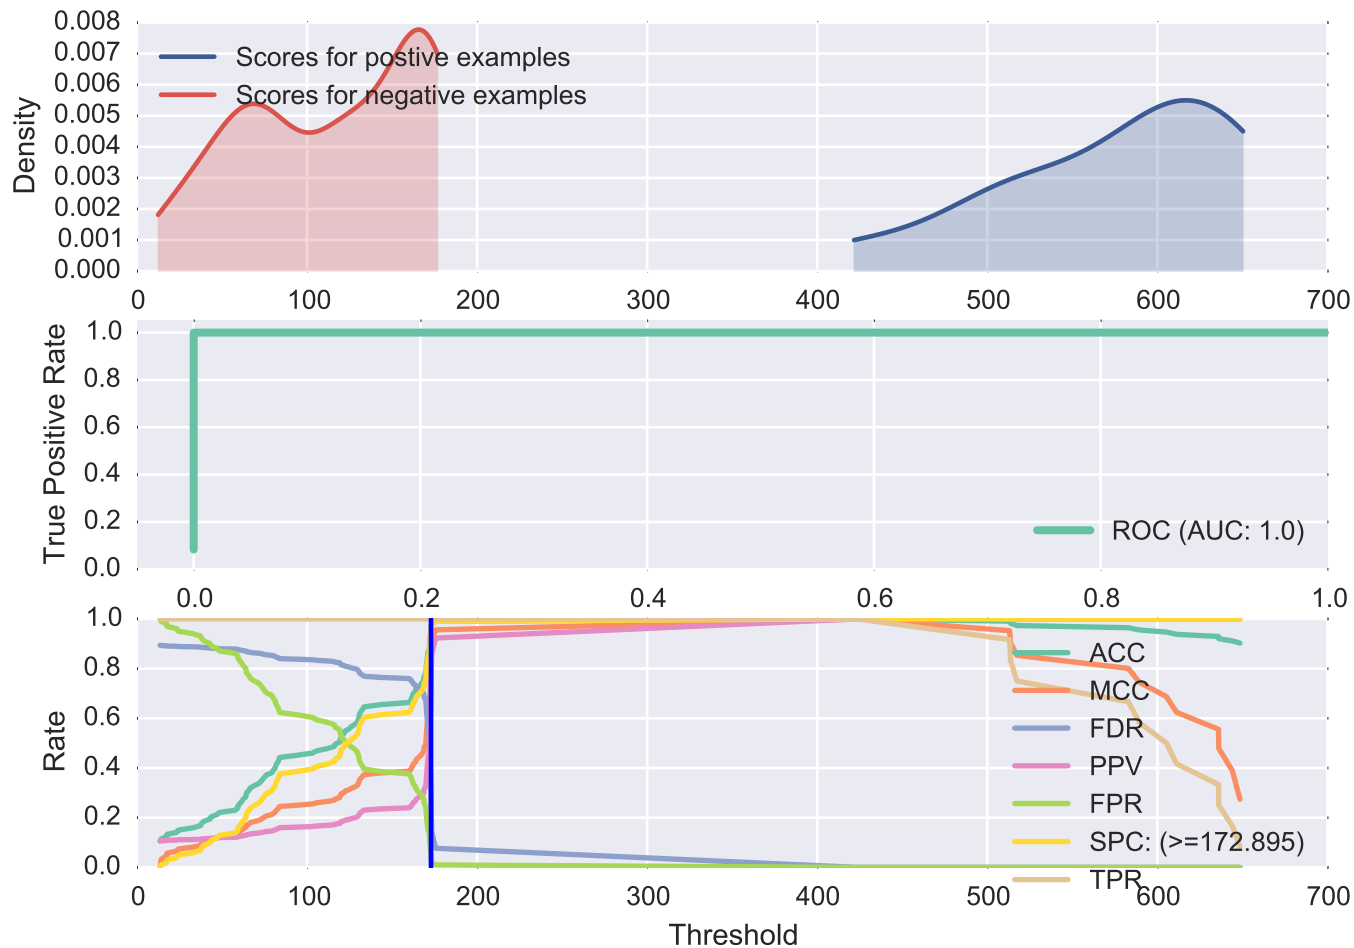 0.008
0.007
0.006
0.005
0.004
0.003
0.002
0.001
0.000
Density
Scores for postive examples
Scores for negative examples
0 100 200 300 400 500 600 700
1.0
0.8
0.6
0.4
0.2
0.0
True Positive Rate
ROC (AUC: 1.0)
0.0 0.2 0.4 0.6 0.8 1.0
1.0
0.8
0.6
0.4
0.2
0.0
Rate
ACC
MCC
FDR
PPV
FPR
SPC: (>=172.895)
TPR
0 100 200 300 400 500 600 700
Threshold